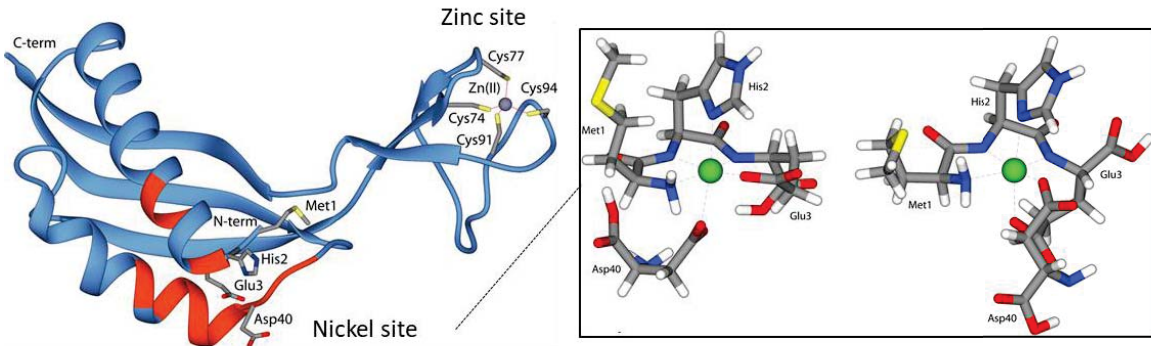 Zinc site
C-term
Cys77
Zn(II)
Cys94
Cys74
Cys91
N-term
Met1
His2
Glu3
Asp40
Nickel site
His2
Met1
Glu3
Asp40
His2
Glu3
Met1
Asp40